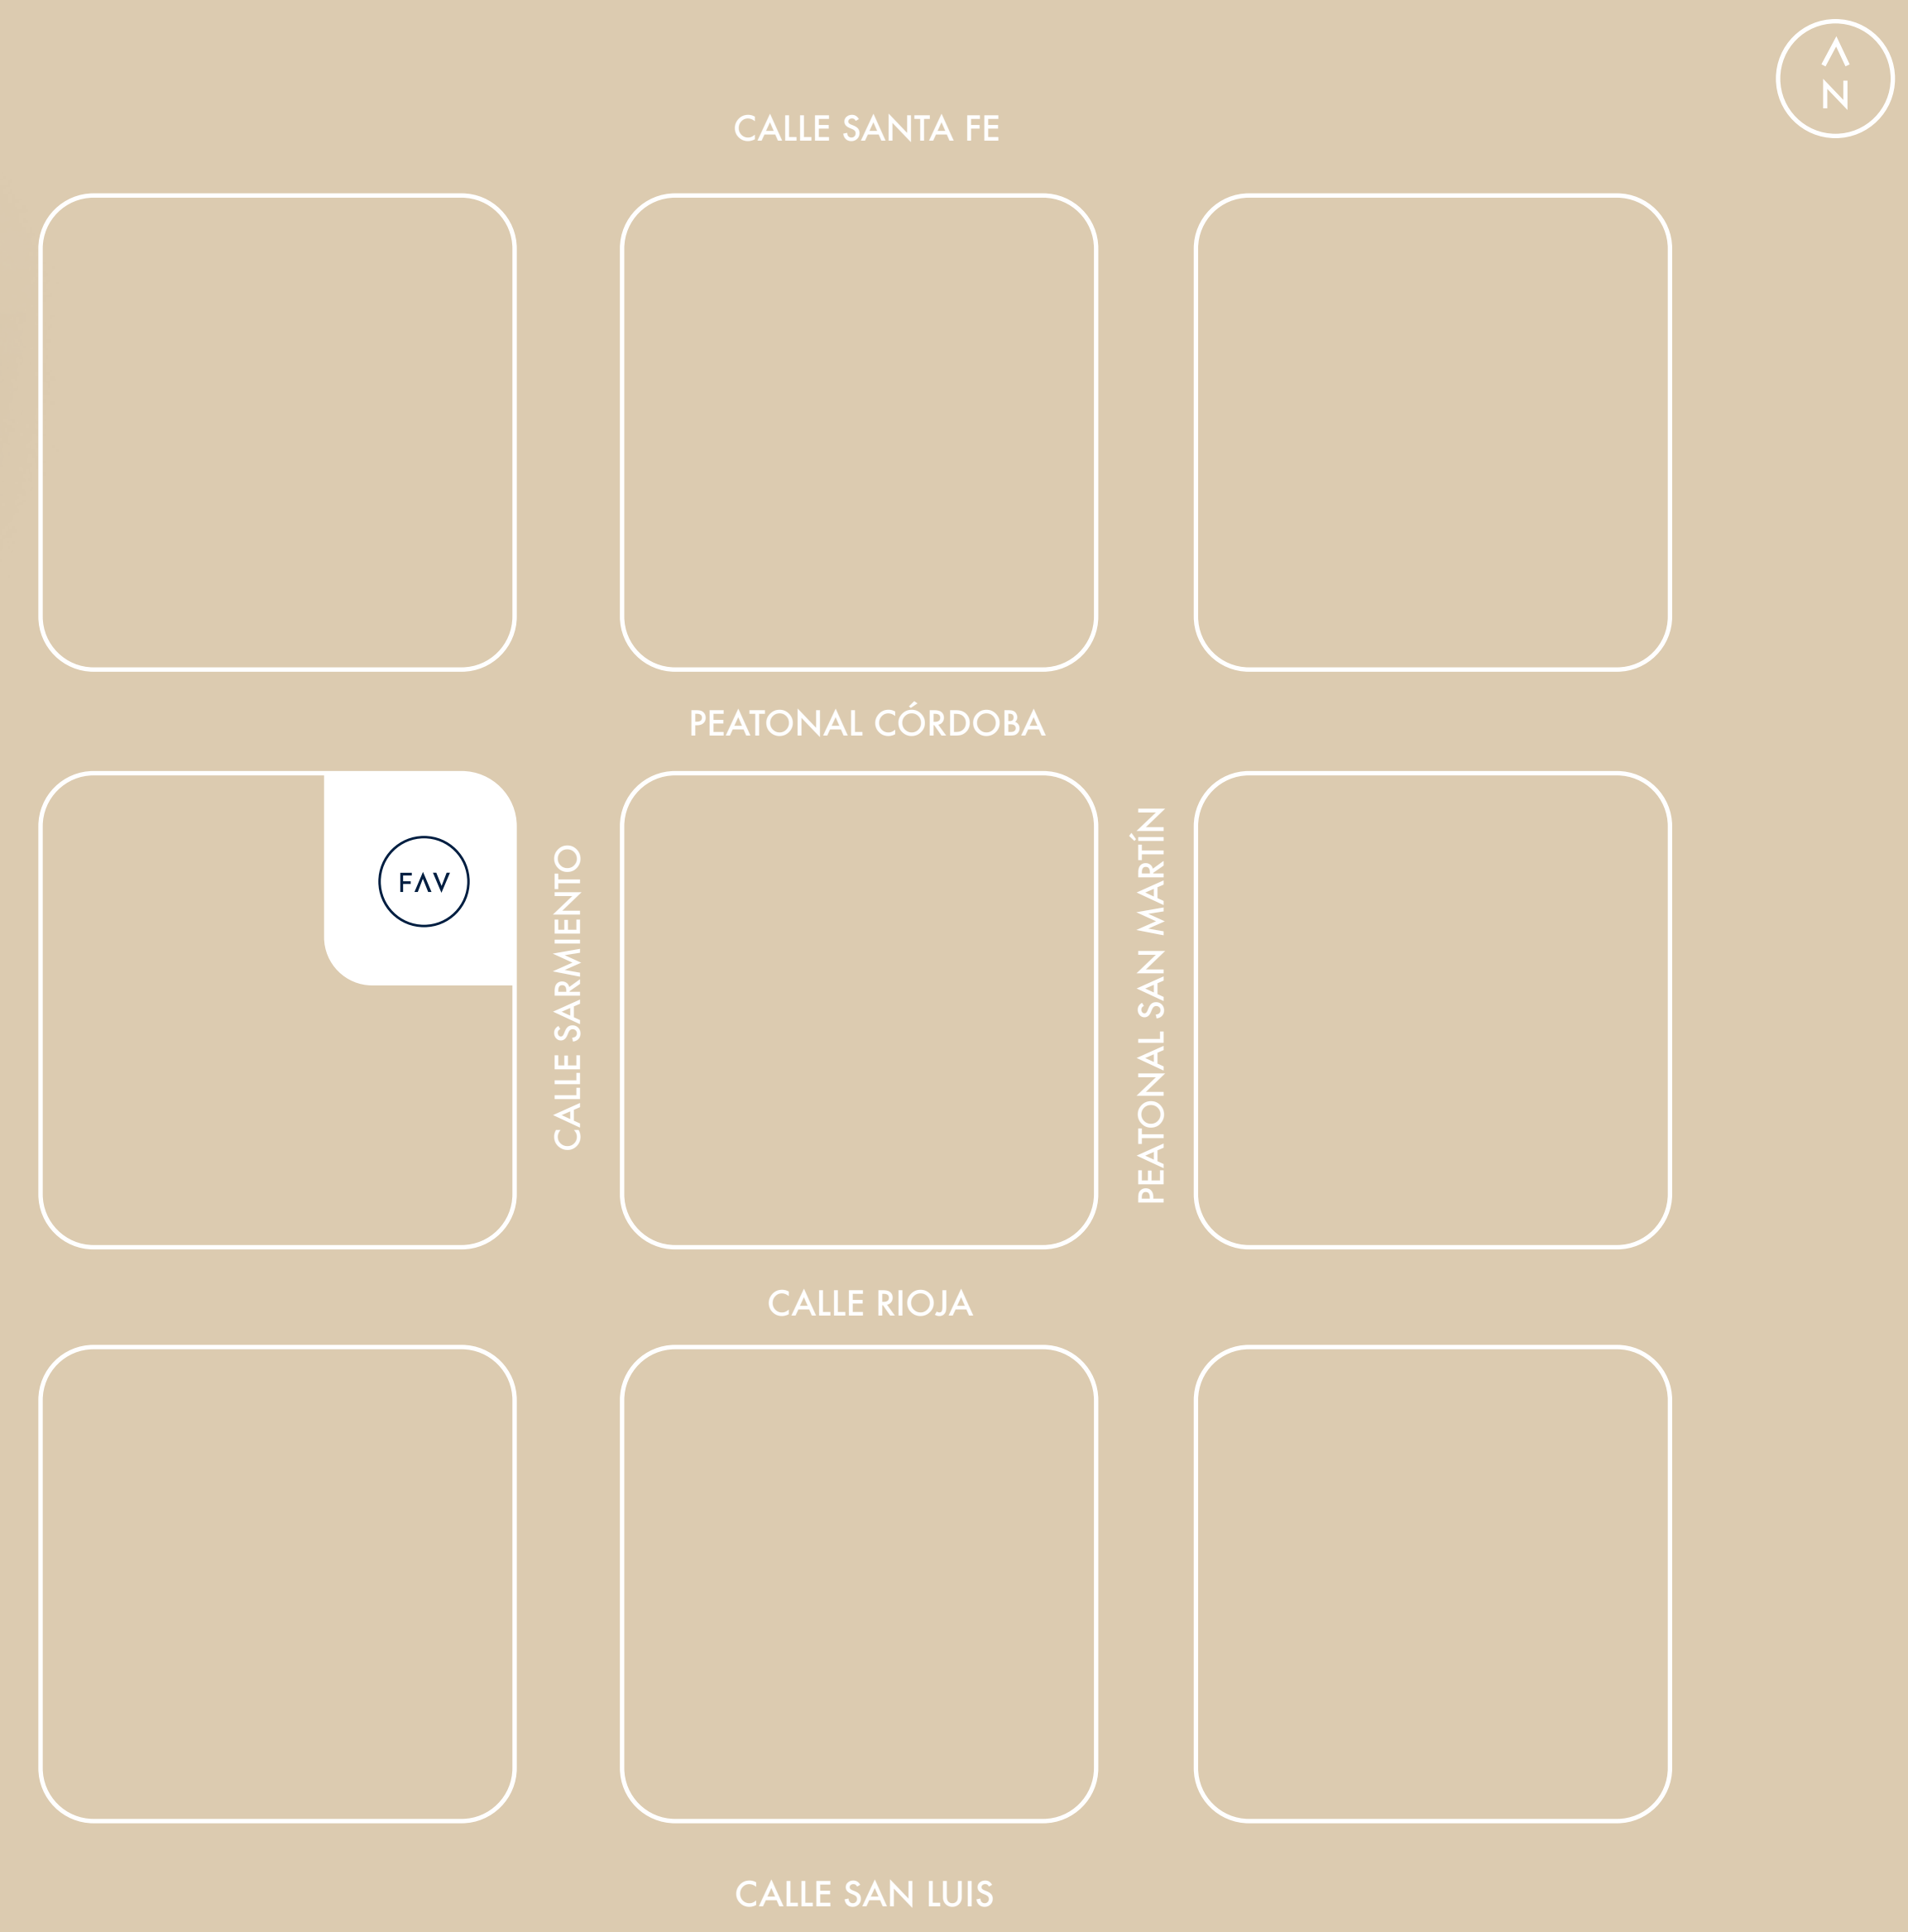 N
CALLE SANTA FE
PEATONAL CÓRDOBA
FAV
CALLE SARMIENTO
PEATONAL SAN MARTÍN
CALLE RIOJA
CALLE SAN LUIS